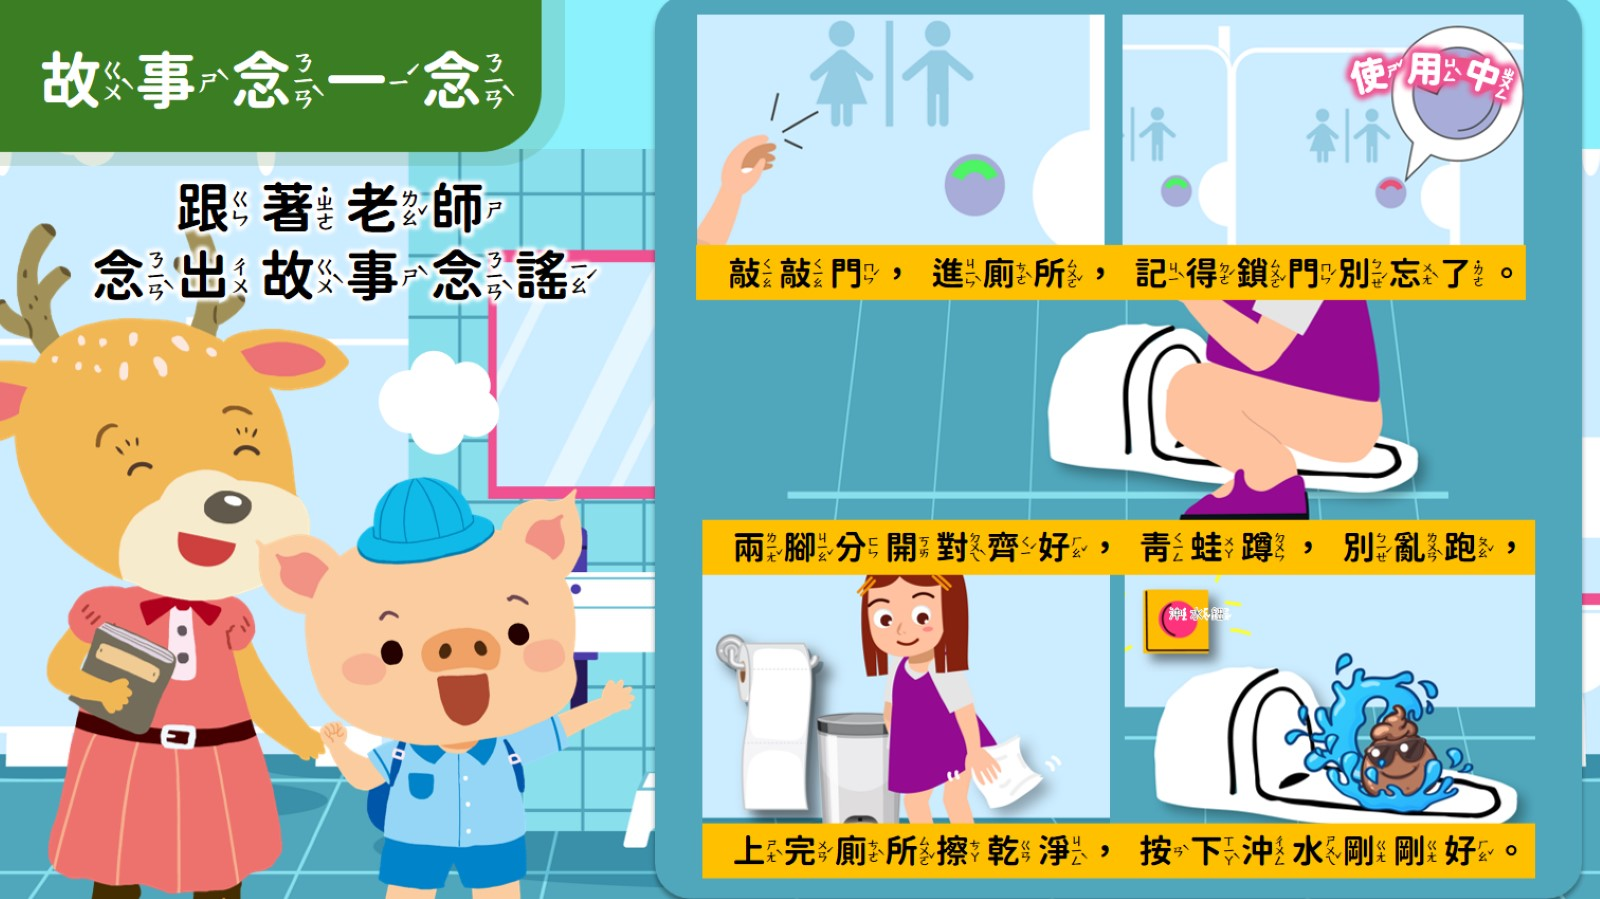 故事念一念
跟著老師
念出故事念謠
使用中
敲敲門，進廁所，記得鎖門別忘了。
兩腳分開對齊好，青蛙蹲，別亂跑，
沖水鈕
上完廁所擦乾淨，按下沖水剛剛好。